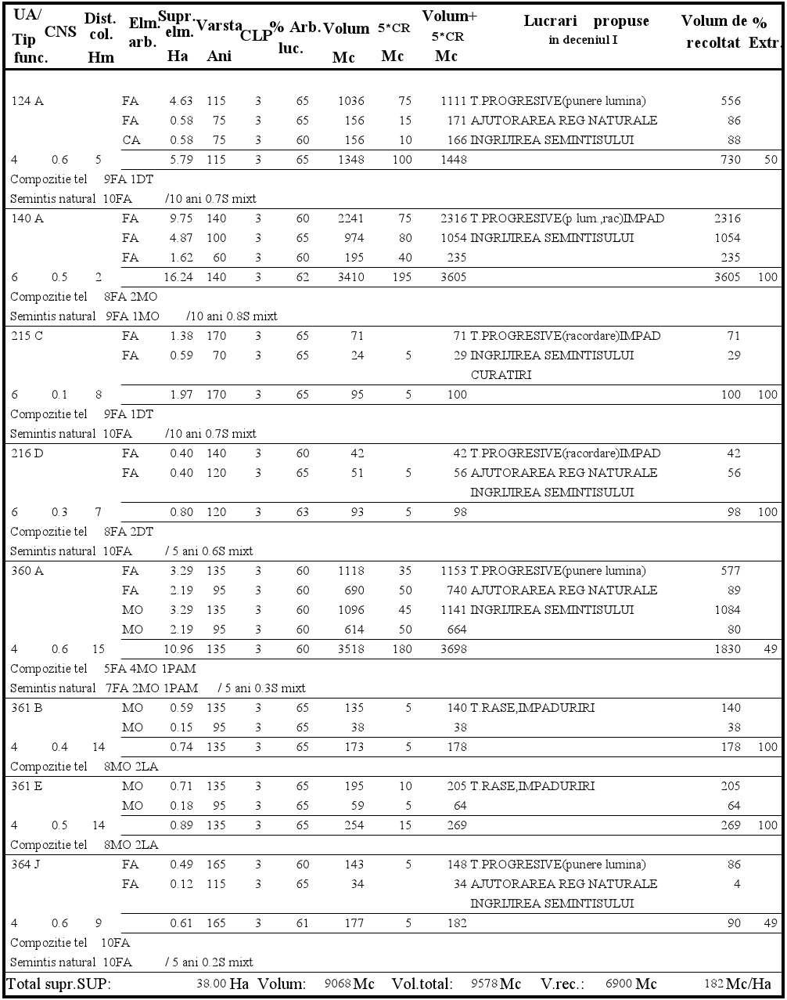 UA/ Tip func. CNS Dist. col. Hm Elm. arb. Supr. elm. Ha Varsta Ani CLP % Arb. luc. Volum Mc 5*CR Mc Volum+ 5*CR Mc Lucrari propuse in deceniul I Volum de recoltat % Extr.
124 A FA 4.63 115 3 65 1036 75 1111 T.PROGRESIVE(punere lumina) 556
FA 0.58 75 3 65 156 15 171 AJUTORAREA REG NATURALE 86
CA 0.58 75 3 60 156 10 166 INGRIJIREA SEMINTISULUI 88
4 0.6 5 5.79 115 3 65 1348 100 1448 730 50
Compozitie tel 9FA 1DT
Semintis natural 10FA /10 ani 0.7S mixt
140 A FA 9.75 140 3 60 2241 75 2316 T.PROGRESIVE(p lum.,rac)IMPAD 2316
FA 4.87 100 3 65 974 80 1054 INGRIJIREA SEMINTISULUI 1054
FA 1.62 60 3 60 195 40 235 235
6 0.5 2 16.24 140 3 62 3410 195 3605 3605 100
Compozitie tel 8FA 2MO
Semintis natural 9FA 1MO /10 ani 0.8S mixt
215 C FA 1.38 170 3 65 71 71 T.PROGRESIVE(racordare)IMPAD 71
FA 0.59 70 3 65 24 5 29 INGRIJIREA SEMINTISULUI 29
CURATIRI
6 0.1 8 1.97 170 3 65 95 5 100 100 100
Compozitie tel 9FA 1DT
Semintis natural 10FA /10 ani 0.7S mixt
216 D FA 0.40 140 3 60 42 42 T.PROGRESIVE(racordare)IMPAD 42
FA 0.40 120 3 65 51 5 56 AJUTORAREA REG NATURALE 56
INGRIJIREA SEMINTISULUI
6 0.3 7 0.80 120 3 63 93 5 98 98 100
Compozitie tel 8FA 2DT
Semintis natural 10FA / 5 ani 0.6S mixt
360 A FA 3.29 135 3 60 1118 35 1153 T.PROGRESIVE(punere lumina) 577
FA 2.19 95 3 60 690 50 740 AJUTORAREA REG NATURALE 89
MO 3.29 135 3 60 1096 45 1141 INGRIJIREA SEMINTISULUI 1084
MO 2.19 95 3 60 614 50 664 80
4 0.6 15 10.96 135 3 60 3518 180 3698 1830 49
Compozitie tel 5FA 4MO 1PAM
Semintis natural 7FA 2MO 1PAM / 5 ani 0.3S mixt
361 B MO 0.59 135 3 65 135 5 140 T.RASE,IMPADURIRI 140
MO 0.15 95 3 65 38 38 38
4 0.4 14 0.74 135 3 65 173 5 178 178 100
Compozitie tel 8MO 2LA
361 E MO 0.71 135 3 65 195 10 205 T.RASE,IMPADURIRI 205
MO 0.18 95 3 65 59 5 64 64
4 0.5 14 0.89 135 3 65 254 15 269 269 100
Compozitie tel 8MO 2LA
364 J FA 0.49 165 3 60 143 5 148 T.PROGRESIVE(punere lumina) 86
FA 0.12 115 3 65 34 34 AJUTORAREA REG NATURALE 4
INGRIJIREA SEMINTISULUI
4 0.6 9 0.61 165 3 61 177 5 182 90 49
Compozitie tel 10FA
Semintis natural 10FA / 5 ani 0.2S mixt
Total supr.SUP: 38.00 Ha Volum: 9068 Mc Vol.total: 9578 Mc V.rec.: 6900 Mc 182 Mc/Ha